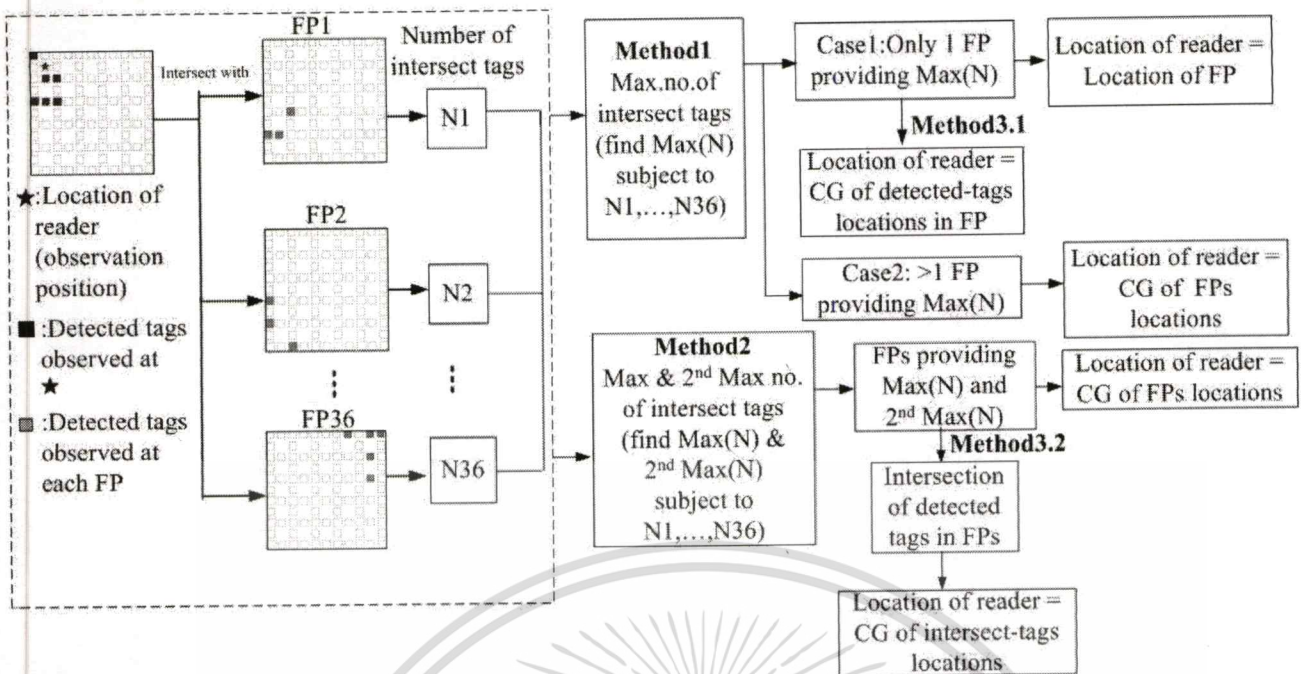 FP1
Number of
intersect tags
Intersect with
N1
★:Location of
reader
(observation
position)
■:Detected tags
observed at
★
:Detected tags
observed at
each FP
FP2
N2
FP36
N36
Method1
Max.no.of
intersect tags
(find Max(N)
subject to
N1,...,N36)
Case1:Only 1 FP
providing Max(N)
Location of reader =
Location of FP
Method3.1
Location of reader =
CG of detected-tags
locations in FP
Case2: >1 FP
providing Max(N)
Location of reader =
CG of FPs
locations
Method2
Max & 2nd Max no.
of intersect tags
(find Max(N) &
2nd Max(N)
subject to
N1,...,N36)
FPs providing
Max(N) and
2nd Max(N)
Location of reader =
CG of FPs locations
Method3.2
Intersection
of detected
tags in FPs
Location of reader =
CG of intersect-tags
locations